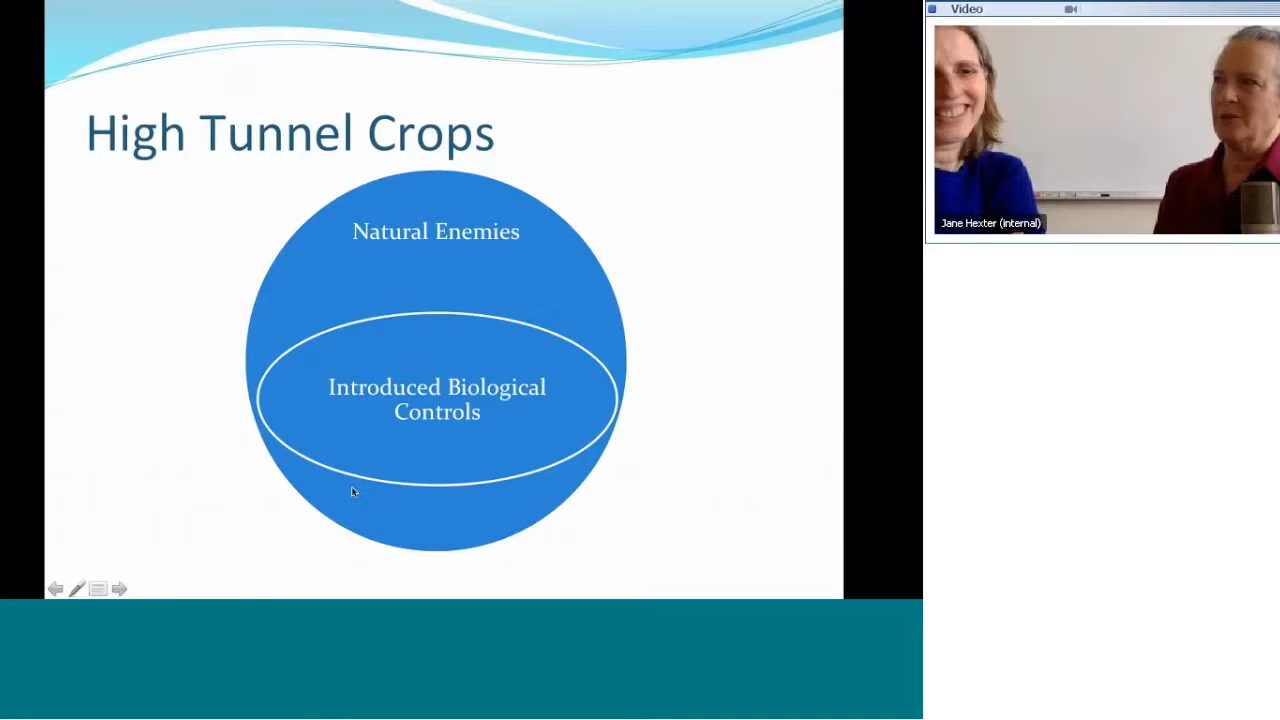 High Tunnel Crops
Natural Enemies
Introduced Biological
Controls
Video
Jane Hexter (internal)